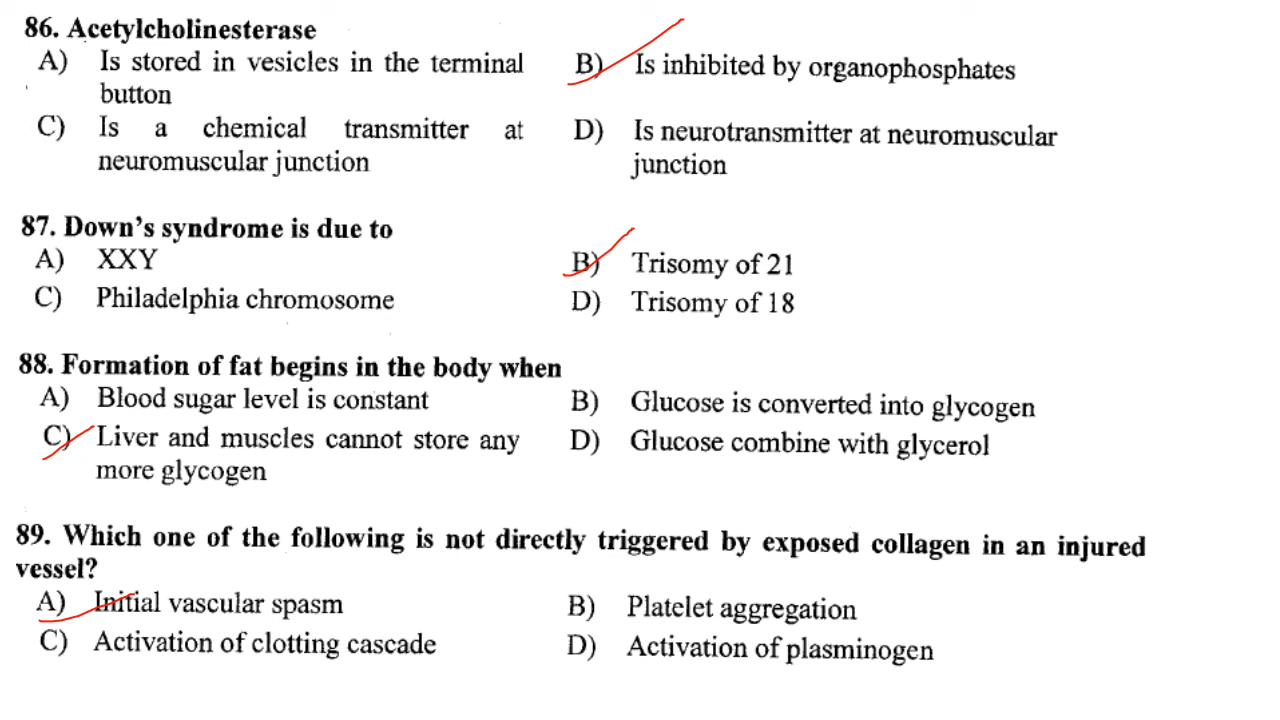 86. Acetylcholinesterase
A) Is stored in vesicles in the terminal button
B) Is inhibited by organophosphates
C) Is a chemical transmitter at neuromuscular junction
D) Is neurotransmitter at neuromuscular junction
87. Down's syndrome is due to
A) XXY
B) Trisomy of 21
C) Philadelphia chromosome
D) Trisomy of 18
88. Formation of fat begins in the body when
A) Blood sugar level is constant
B) Glucose is converted into glycogen
C) Liver and muscles cannot store any more glycogen
D) Glucose combine with glycerol
89. Which one of the following is not directly triggered by exposed collagen in an injured
vessel?
A) Initial vascular spasm
B) Platelet aggregation
C) Activation of clotting cascade
D) Activation of plasminogen